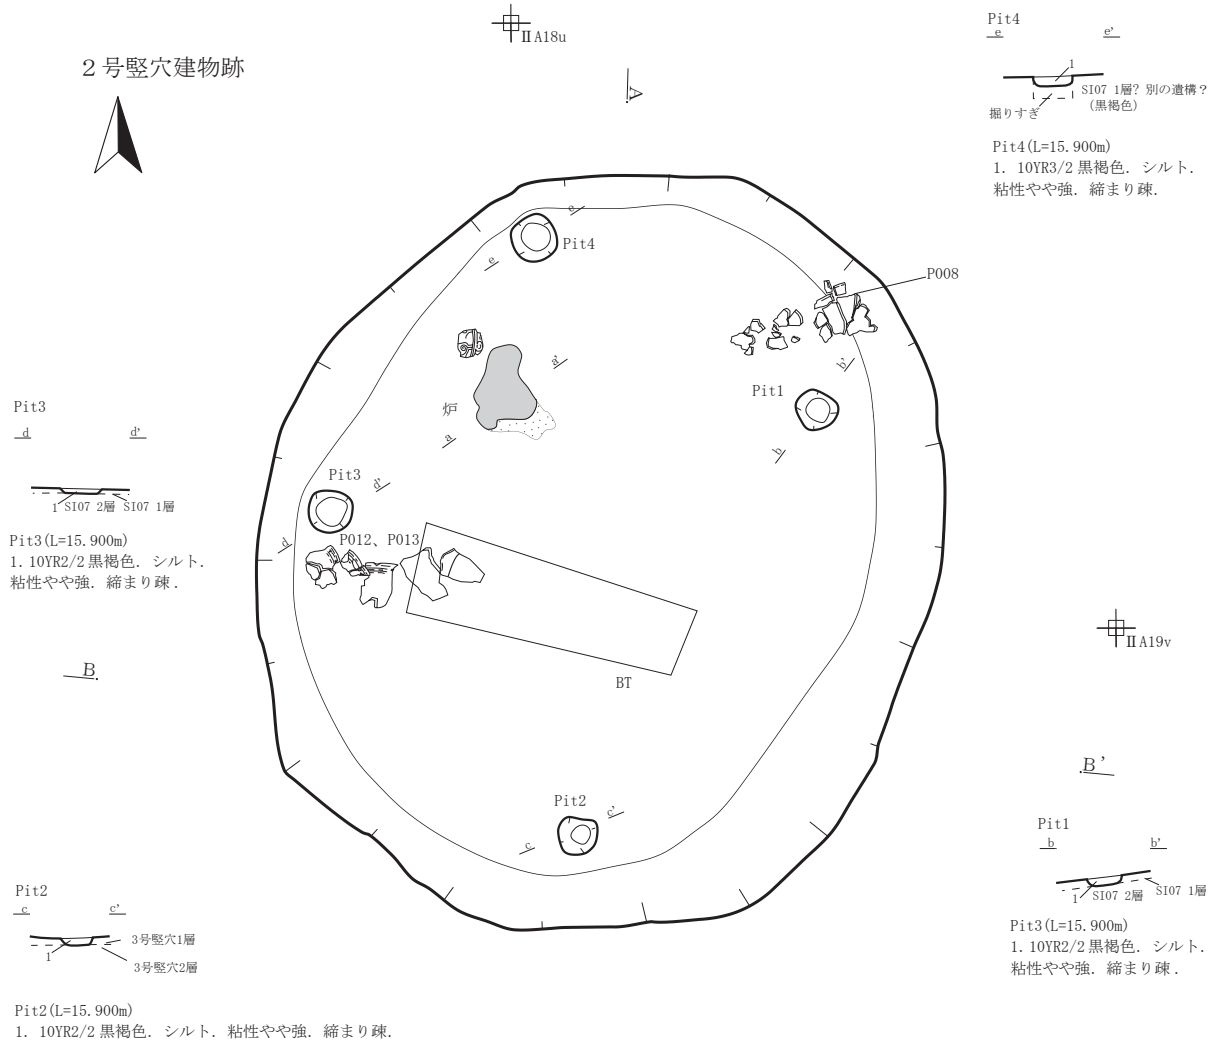 ⅡA18u
２号竪穴建物跡
A
Pit4
e e’
1
SI07 1層? 別の遺構？
(黒褐色)
掘りすぎ
Pit4(L=15.900m)
1. 10YR3/2 黒褐色. シルト.
粘性やや強. 締まり疎.
e
Pit4
e
P008
a’
b’
Pit1
炉
a
b
Pit3
d d’
1 SI07 2層 SI07 1層
Pit3(L=15.900m)
1. 10YR2/2 黒褐色. シルト.
粘性やや強. 締まり疎.
Pit3
d’
d
P012、P013
BT
ⅡA19v
B
B’
Pit2
c’
c
Pit1
b b’
1 SI07 2層 SI07 1層
Pit3(L=15.900m)
1. 10YR2/2 黒褐色. シルト.
粘性やや強. 締まり疎.
Pit2
c c’
1
3号竪穴1層
3号竪穴2層
Pit2(L=15.900m)
1. 10YR2/2 黒褐色. シルト. 粘性やや強. 締まり疎.